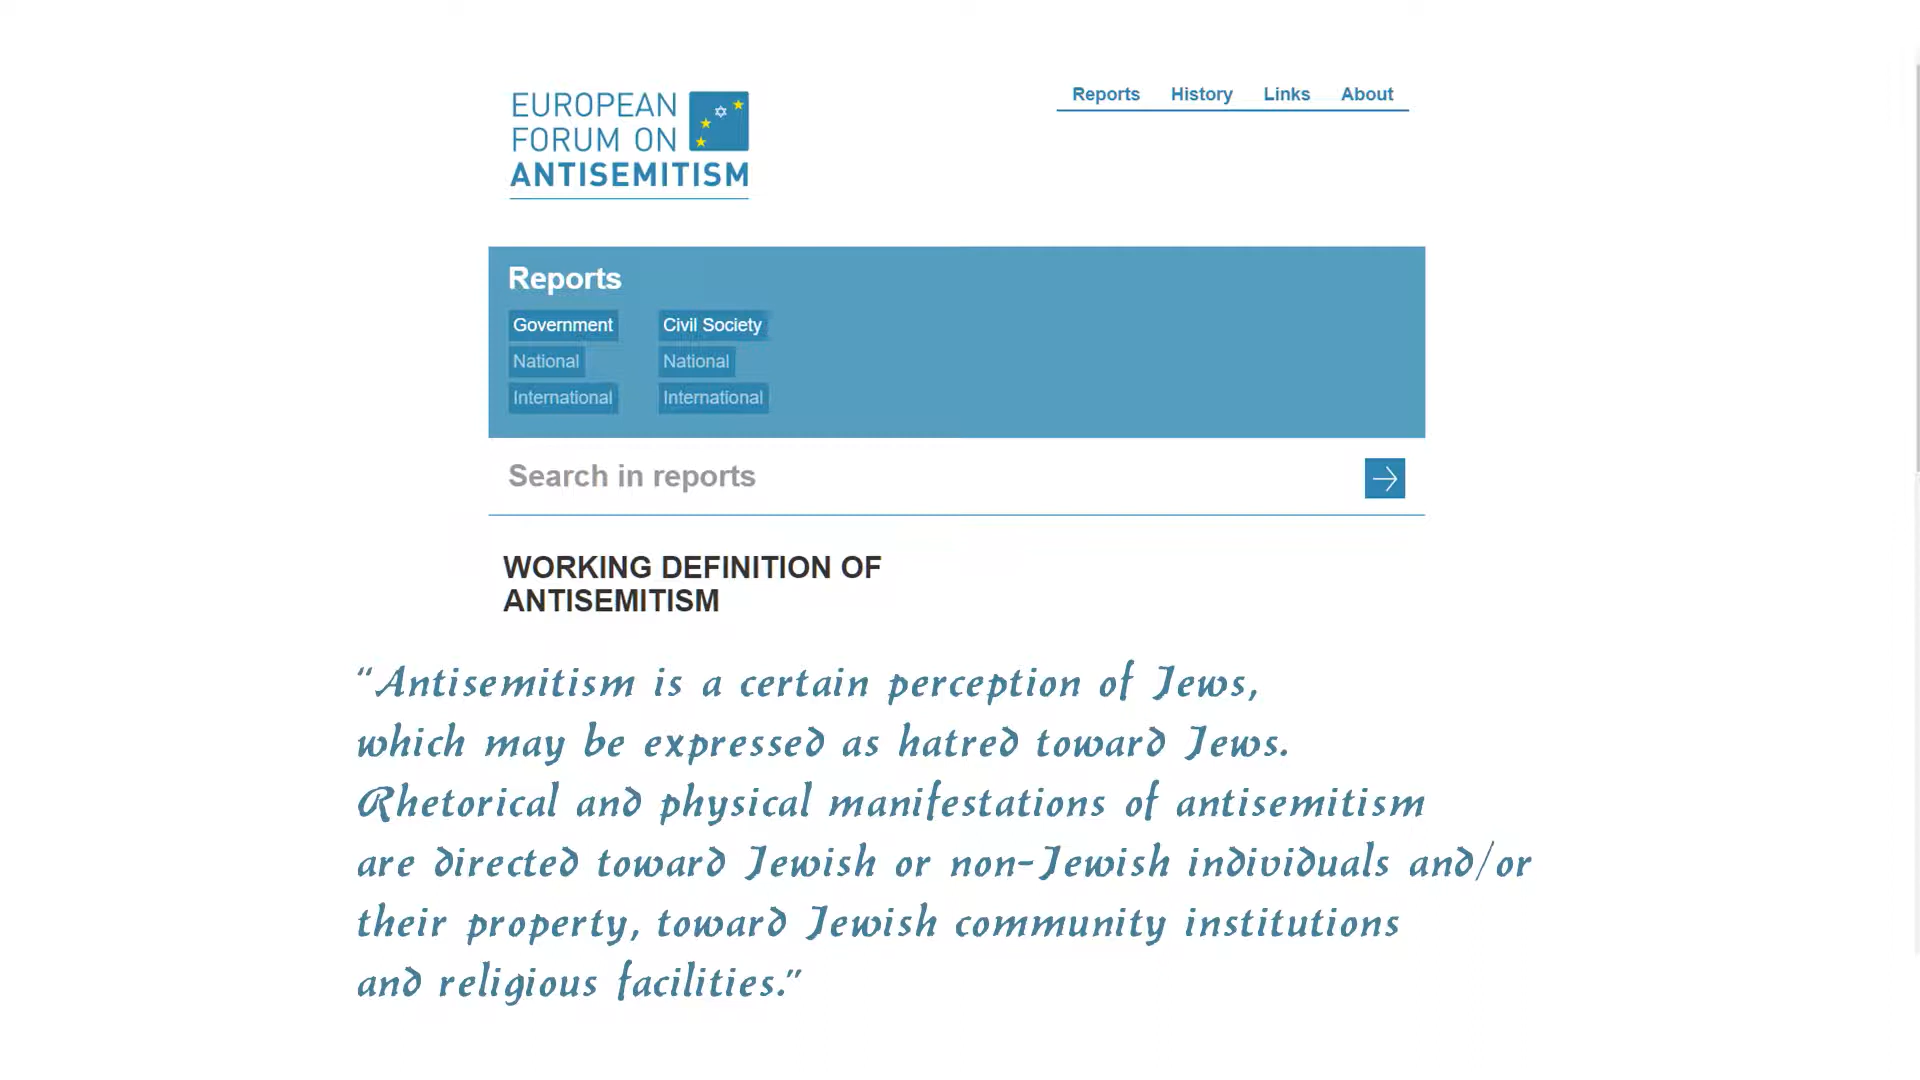 EUROPEAN
FORUM ON
ANTISEMITISM
Reports History Links About
Reports
Government Civil Society
National National
International International
Search in reports
WORKING DEFINITION OF
ANTISEMITISM
“Antisemitism is a certain perception of Jews,
which may be expressed as hatred toward Jews.
Rhetorical and physical manifestations of antisemitism
are directed toward Jewish or non-Jewish individuals and/or
their property, toward Jewish community institutions
and religious facilities.”